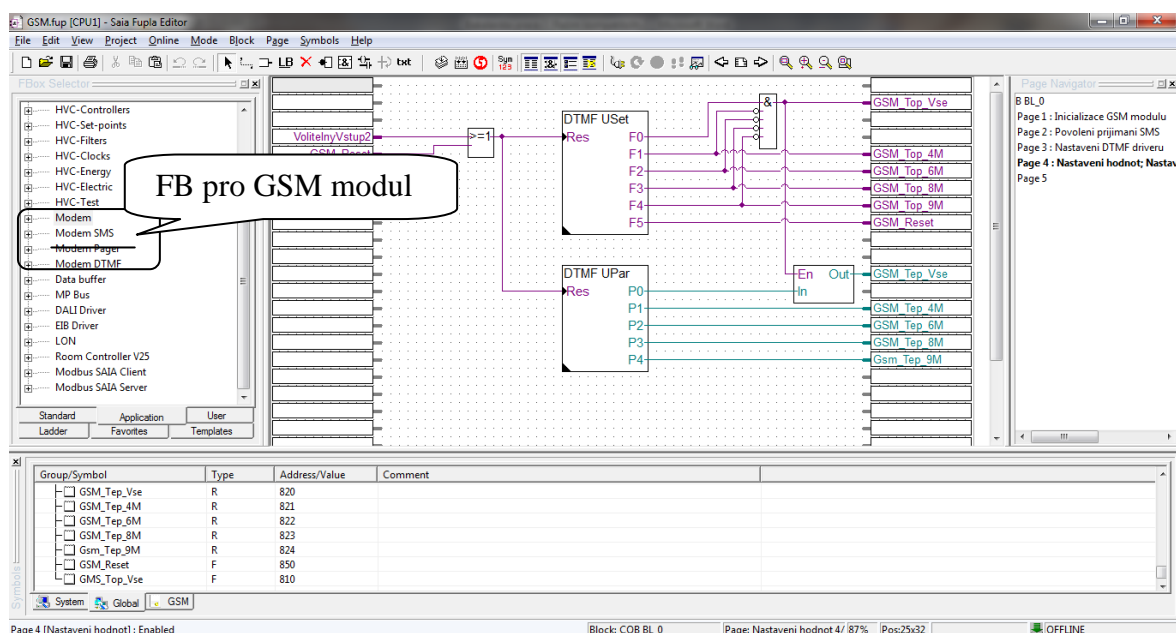 GSM.fup [CPU1] - Saia Fupla Editor
File Edit View Project Online Mode Block Page Symbols Help
LB txt Syn 123
FBox Selector
HVC-Controllers
HVC-Set-points
HVC-Filters
HVC-Clocks
HVC-Energy
HVC-Electric
HVC-Test
Modem
Modem SMS
Modem Pager
Modem DTMF
Data buffer
MP Bus
DALI Driver
EIB Driver
LON
Room Controller V25
Modbus SAIA Client
Modbus SAIA Server
Standard Application User
Ladder Favorites Templates
FB pro GSM modul
VolitelnyVstup2
GSM_Reset
>=1
&
DTMF USet
Res F0
F1
F2
F3
F4
F5
DTMF UPar
Res P0
P1
P2
P3
P4
En Out
In
GSM_Top_Vse
GSM_Top_4M
GSM_Top_6M
GSM_Top_8M
GSM_Top_9M
GSM_Reset
GSM_Tep_Vse
GSM_Tep_4M
GSM_Tep_6M
GSM_Tep_8M
Gsm_Tep_9M
Page Navigator
B BL_0
Page 1 : Inicializace GSM modulu
Page 2 : Povoleni prijimani SMS
Page 3 : Nastaveni DTMF driveru
Page 4 : Nastaveni hodnot; Nastav
Page 5
Group/Symbol Type Address/Value Comment
GSM_Tep_Vse R 820
GSM_Tep_4M R 821
GSM_Tep_6M R 822
GSM_Tep_8M R 823
Gsm_Tep_9M R 824
GSM_Reset F 850
GMS_Top_Vse F 810
Symbols
System Global GSM
Page 4 [Nastaveni hodnot] : Enabled Block: COB BL_0 Page: Nastaveni hodnot 4/ 87% Pos:25x32 OFFLINE